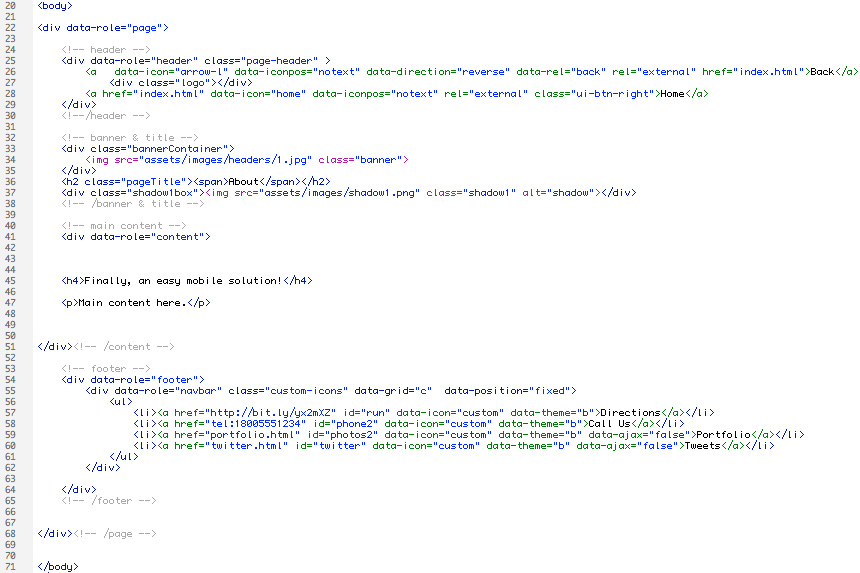 20 <body>
21
22 <div data-role="page">
23
24 <!-- header -->
25 <div data-role="header" class="page-header" >
26 <a   data-icon="arrow-l" data-iconpos="notext" data-direction="reverse" data-rel="back" rel="external" href="index.html">Back</a>
27 <div class="logo"></div>
28 <a href="index.html" data-icon="home" data-iconpos="notext" rel="external" class="ui-btn-right">Home</a>
29 </div>
30 <!--/header -->
31
32 <!-- banner & title -->
33 <div class="bannerContainer">
34 <img src="assets/images/headers/1.jpg" class="banner">
35 </div>
36 <h2 class="pageTitle"><span>About</span></h2>
37 <div class="shadow1box"><img src="assets/images/shadow1.png" class="shadow1" alt="shadow"></div>
38 <!-- /banner & title -->
39
40 <!-- main content -->
41 <div data-role="content">
42
43
44
45 <h4>Finally, an easy mobile solution!</h4>
46
47 <p>Main content here.</p>
48
49
50
51 </div><!-- /content -->
52
53 <!-- footer -->
54 <div data-role="footer">
55 <div data-role="navbar" class="custom-icons" data-grid="c"  data-position="fixed">
56 <ul>
57 <li><a href="http://bit.ly/yx2mXZ" id="run" data-icon="custom" data-theme="b">Directions</a></li>
58 <li><a href="tel:18005551234" id="phone2" data-icon="custom" data-theme="b">Call Us</a></li>
59 <li><a href="portfolio.html" id="photos2" data-icon="custom" data-theme="b" data-ajax="false">Portfolio</a></li>
60 <li><a href="twitter.html" id="twitter" data-icon="custom" data-theme="b" data-ajax="false">Tweets</a></li>
61 </ul>
62 </div>
63
64 </div>
65 <!-- /footer -->
66
67
68 </div><!-- /page -->
69
70
71 </body>